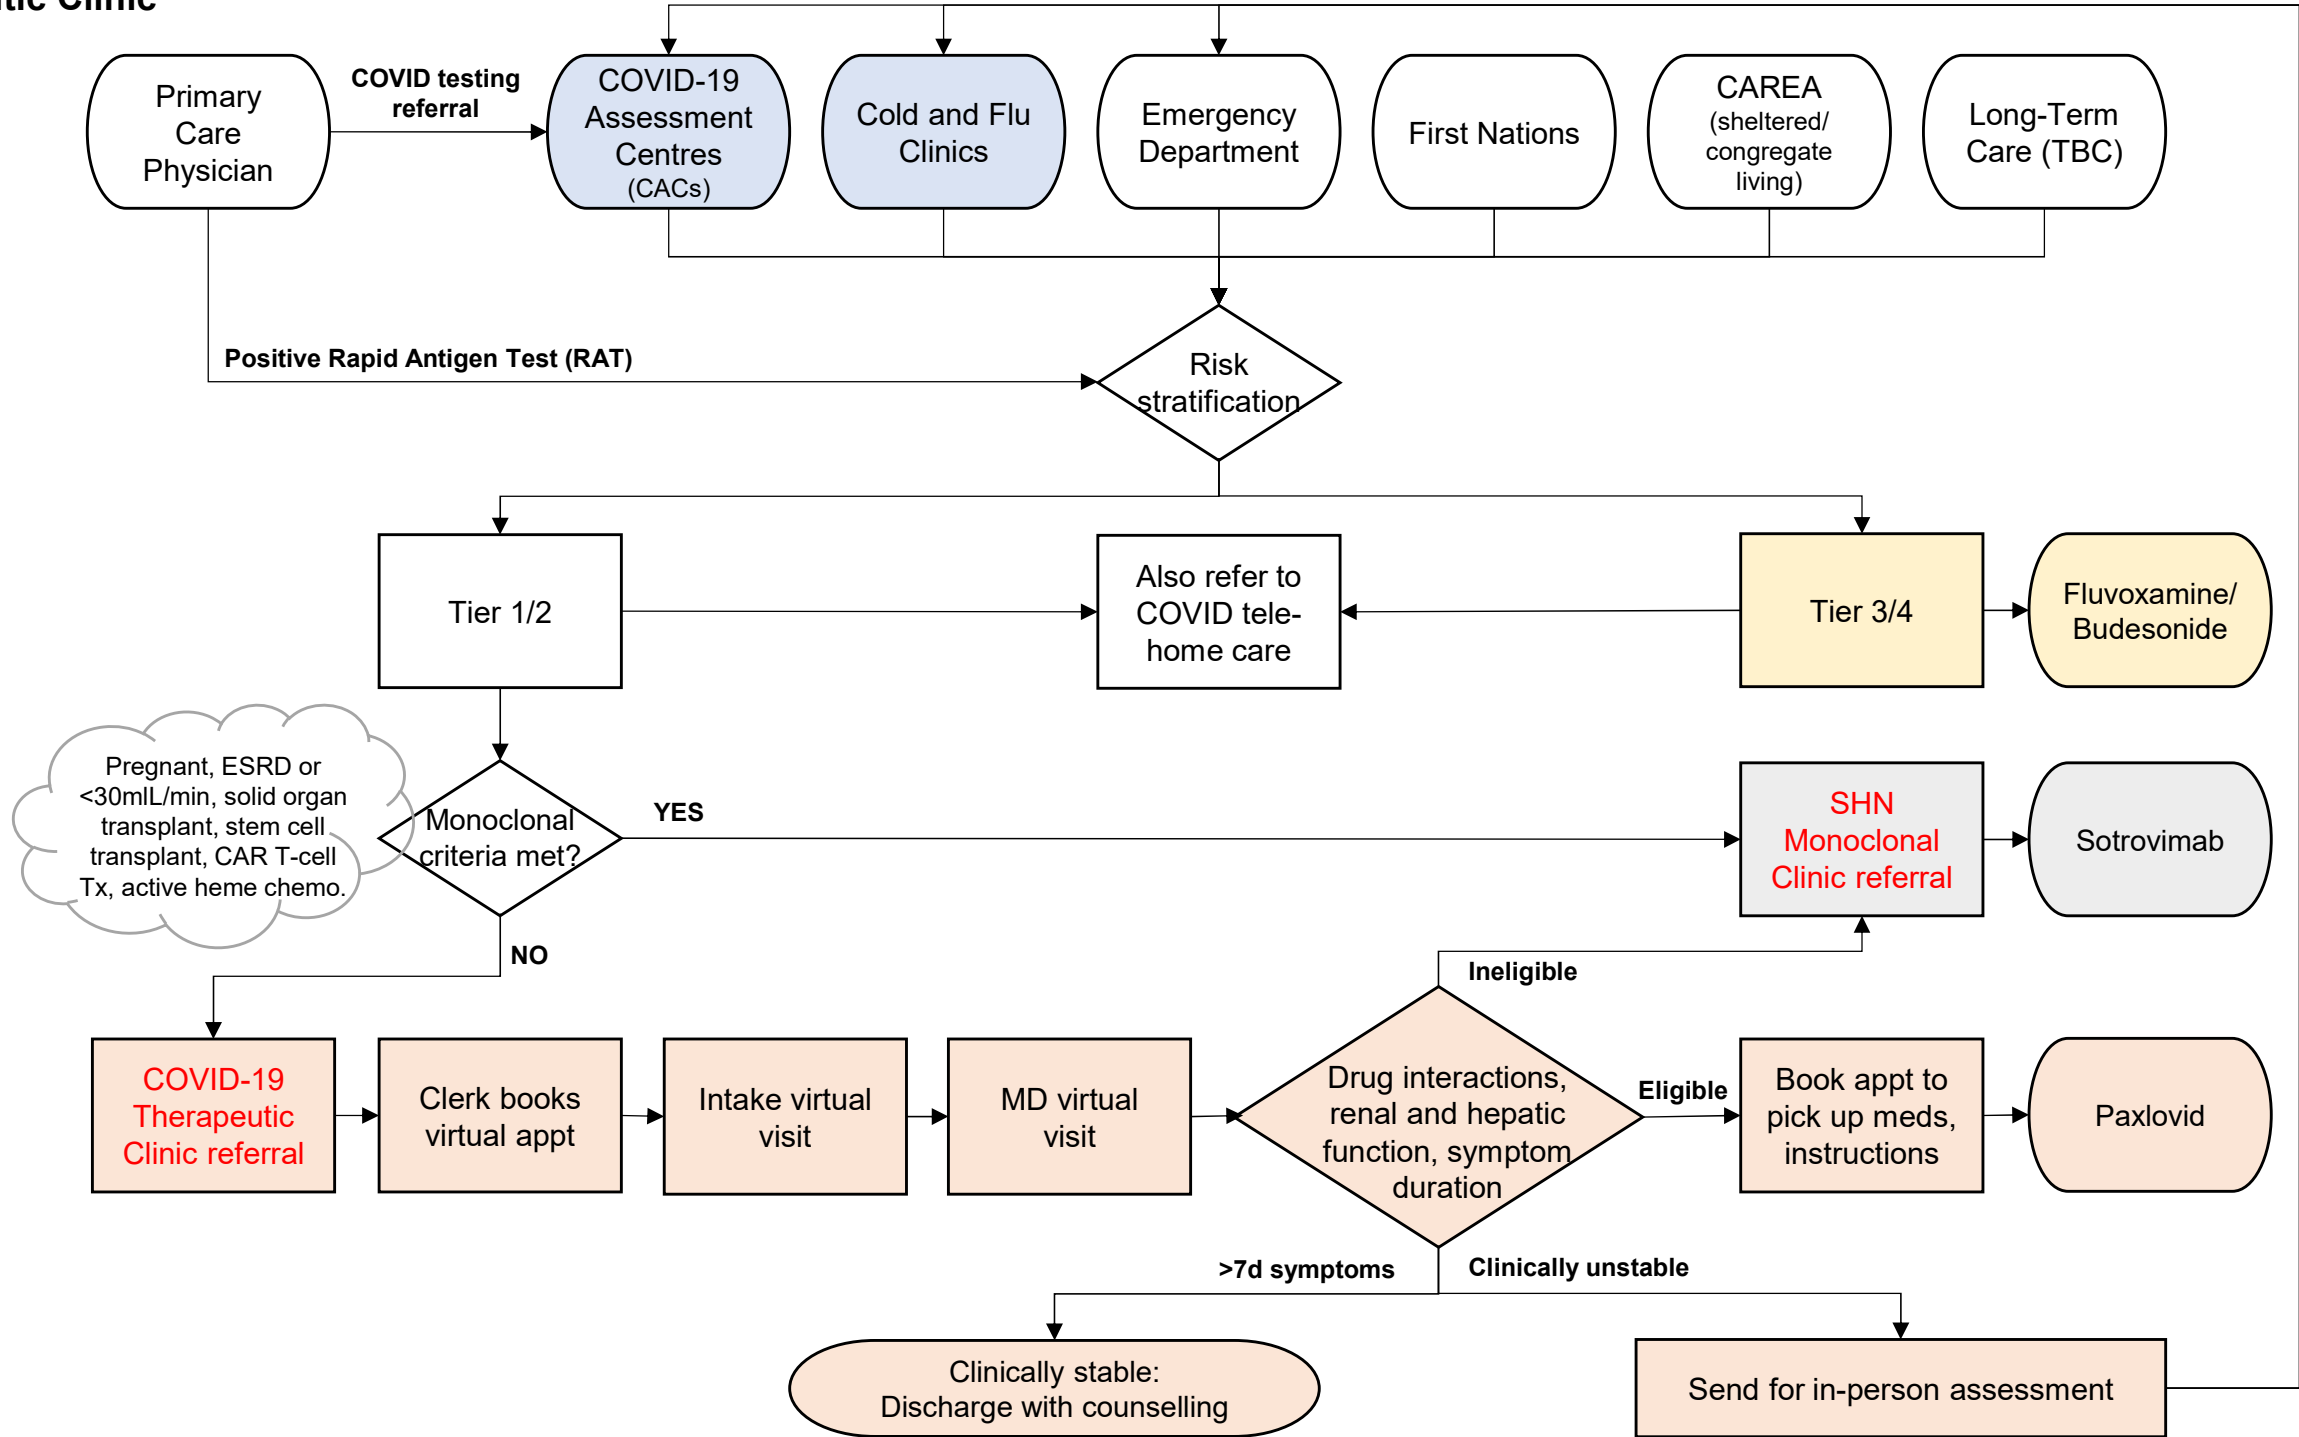 Clinic
Primary
Care
Physician
COVID testing
referral
COVID-19
Assessment
Centres
(CACs)
Cold and Flu
Clinics
Emergency
Department
First Nations
CAREA
(sheltered/
congregate
living)
Long-Term
Care (TBC)
Positive Rapid Antigen Test (RAT)
Risk
stratification
Tier 1/2
Also refer to
COVID tele-
home care
Tier 3/4
Fluvoxamine/
Budesonide
Pregnant, ESRD or
<30mlL/min, solid organ
transplant, stem cell
transplant, CAR T-cell
Tx, active heme chemo.
Monoclonal
criteria met?
YES
SHN
Monoclonal
Clinic referral
Sotrovimab
NO
Ineligible
COVID-19
Therapeutic
Clinic referral
Clerk books
virtual appt
Intake virtual
visit
MD virtual
visit
Drug interactions,
renal and hepatic
function, symptom
duration
Eligible
Book appt to
pick up meds,
instructions
Paxlovid
>7d symptoms
Clinically unstable
Clinically stable:
Discharge with counselling
Send for in-person assessment